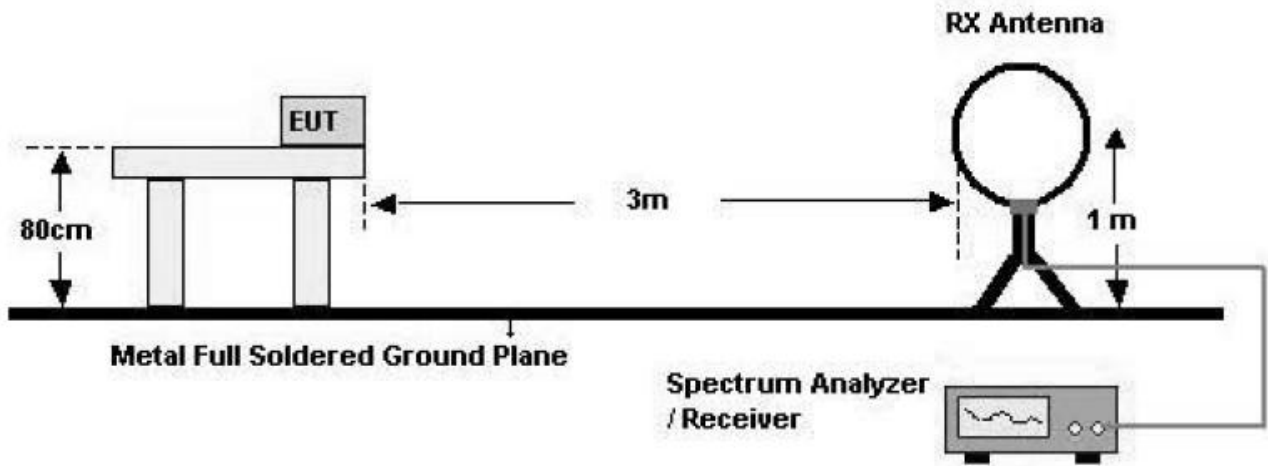 RX Antenna
EUT
80cm
3m
1 m
Metal Full Soldered Ground Plane
Spectrum Analyzer
/ Receiver